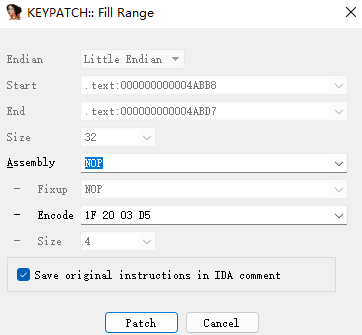 KEYPATCH:: Fill Range
Endian Little Endian
Start .text:000000000004ABB8
End .text:000000000004ABD7
Size 32
Assembly NOP
- Fixup NOP
- Encode 1F 20 03 D5
- Size 4
Save original instructions in IDA comment
Patch Cancel